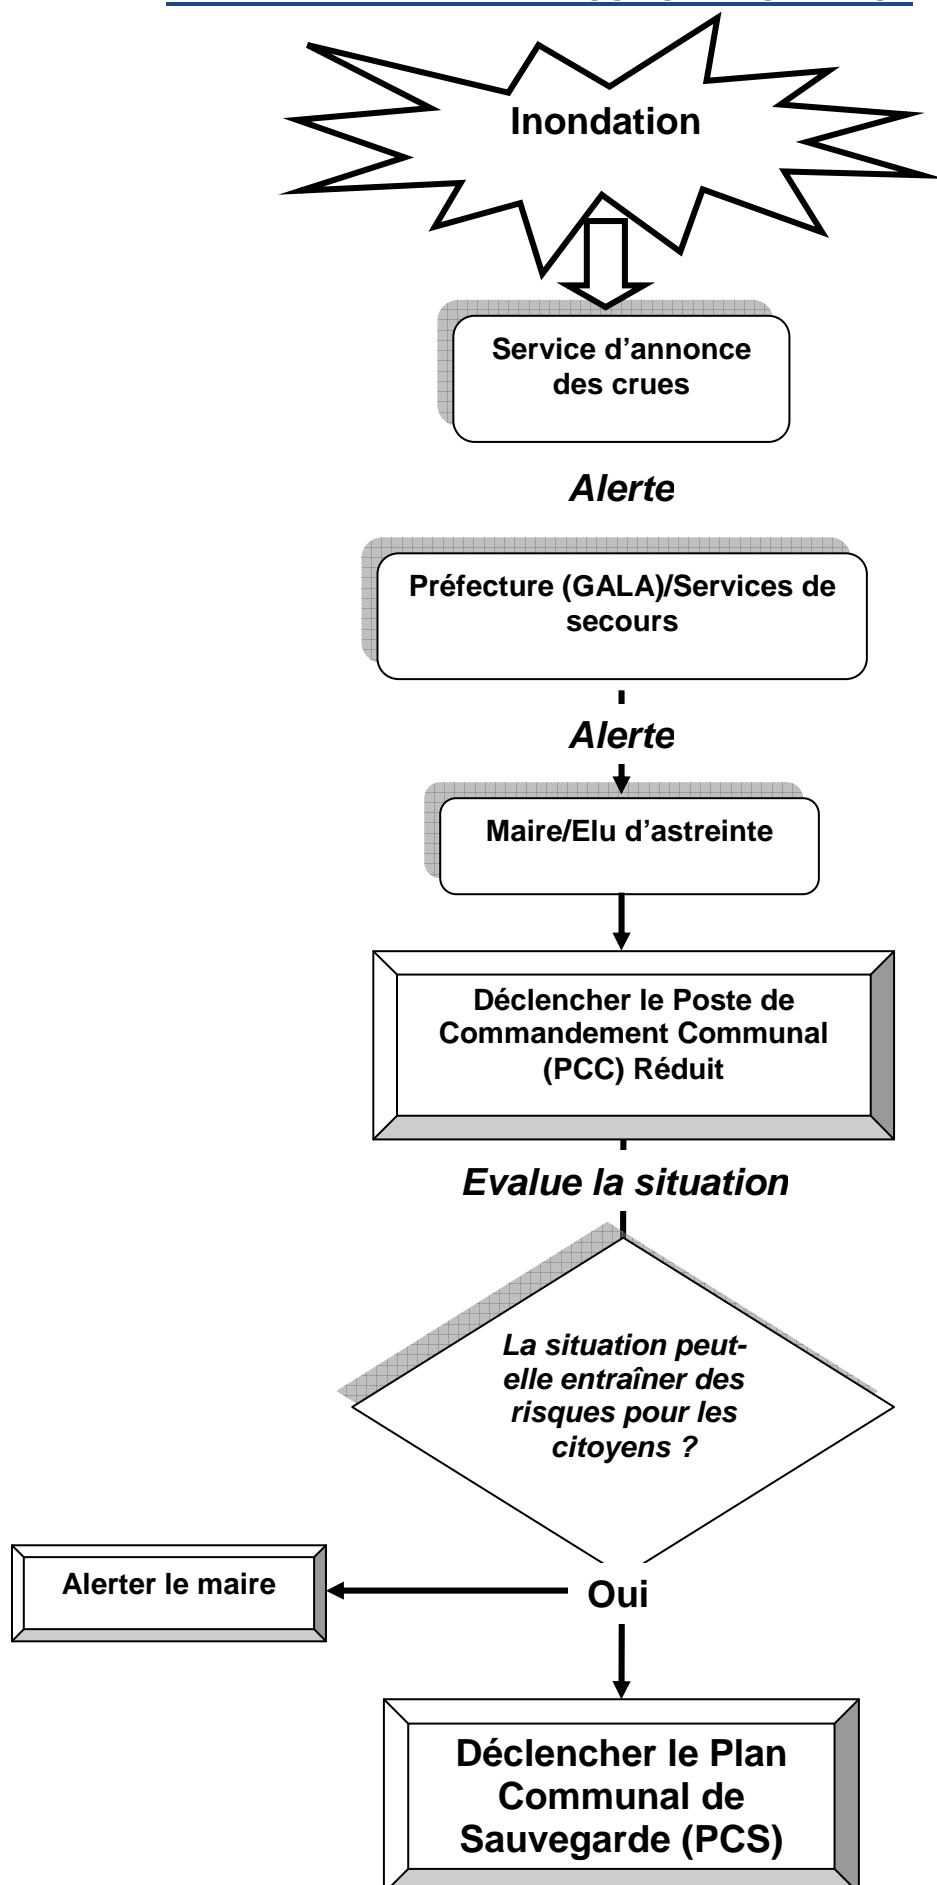 Inondation
Service d'annonce
des crues
Alerte
Préfecture (GALA)/Services de
secours
Alerte
Maire/Elu d'astreinte
Déclencher le Poste de
Commandement Communal
(PCC) Réduit
Evalue la situation
La situation peut-
elle entraîner des
risques pour les
citoyens ?
Alerter le maire
Oui
Déclencher le Plan
Communal de
Sauvegarde (PCS)